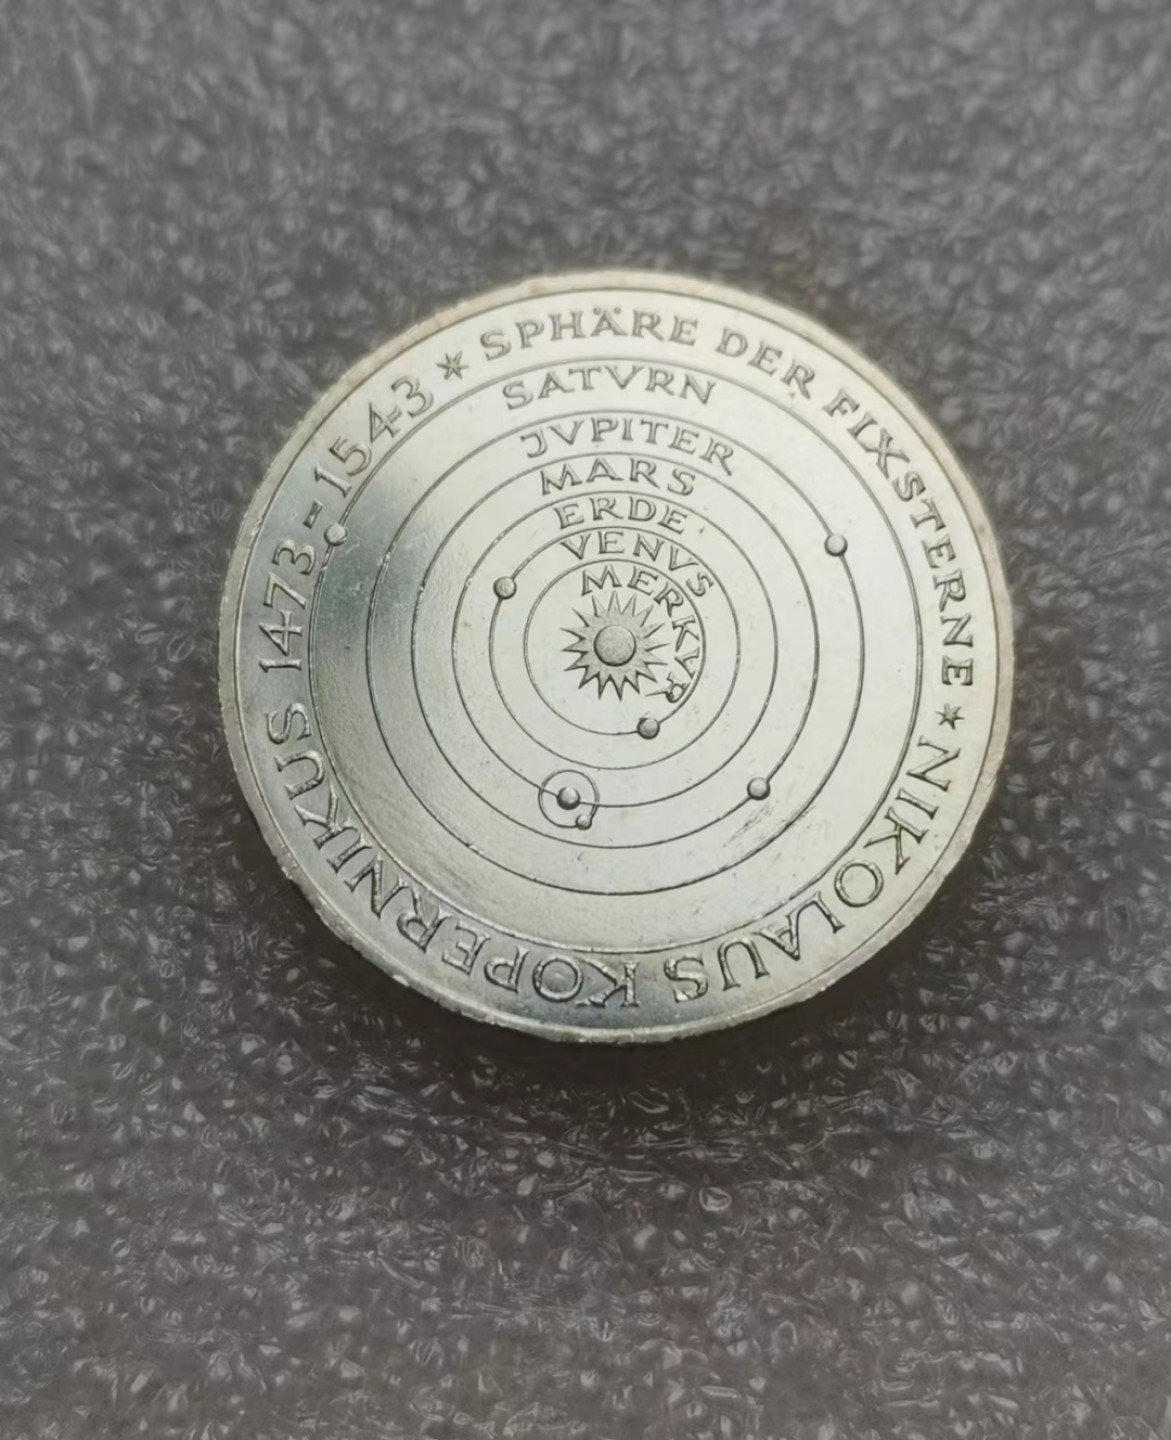 SPHÄRE DER FIXSTERNE * NIKOLAUS KOPERNIKUS 1473-1543 *
SATVRN
JVPITER
MARS
ERDE
VENVS
MERKVR